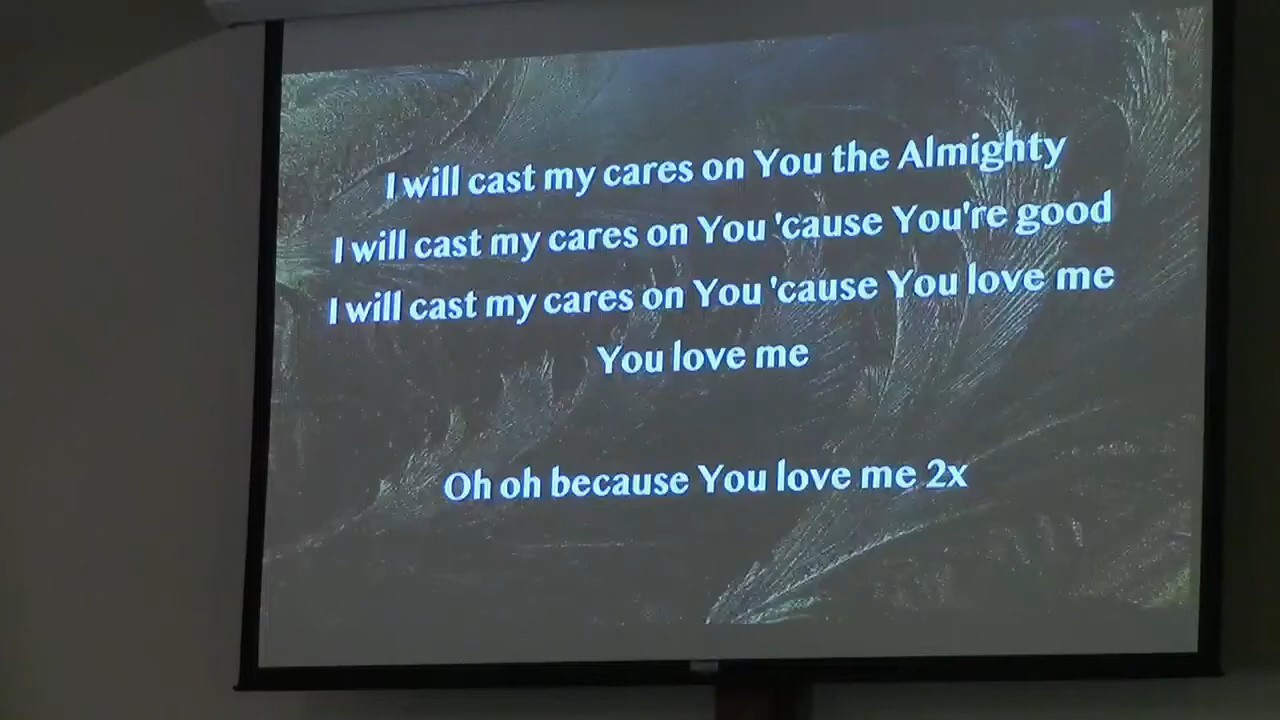 I will cast my cares on You the Almighty
I will cast my cares on You 'cause You're good
I will cast my cares on You 'cause You love me
You love me
Oh oh because You love me 2x